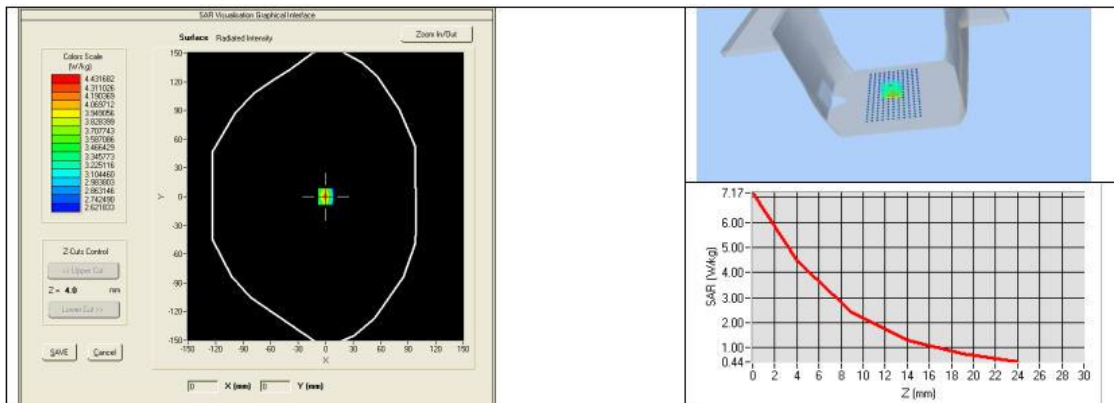 SAR Visualisation Graphical Interface
Surface Radiated Intensity
Zoom In/Out
Colors Scale
(W/kg)
4.431682
4.311026
4.190369
4.069712
3.949056
3.828399
3.707743
3.587086
3.466429
3.345773
3.225116
3.104460
2.983803
2.863146
2.742490
2.621833
150
120
90
60
30
0
-30
-60
-90
-120
-150
Y
-150 -120 -90 -60 -30 0 30 60 90 120 150
X
Z-Cuts Control
<< Upper Cut
Z = 4.0 mm
Lower Cut >>
SAVE Cancel
0 X (mm) 0 Y (mm)
7.17
6.00
5.00
4.00
3.00
2.00
1.00
0.44
SAR (W/kg)
0 2 4 6 8 10 12 14 16 18 20 22 24 26 28 30
Z (mm)